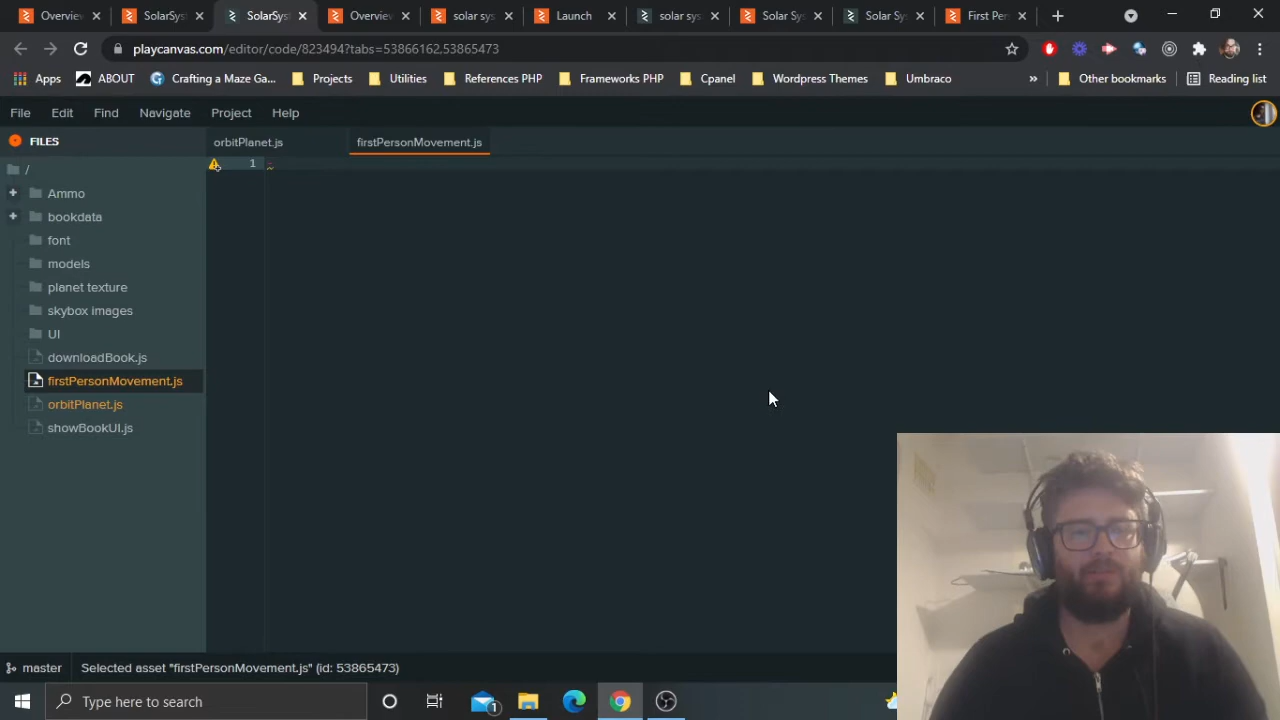 Overview
SolarSys
SolarSys
Overview
solar sys
Launch
solar sys
Solar Sy
Solar Sy
First Per
playcanvas.com/editor/code/823494?tabs=53866162,53865473
Apps
ABOUT
Crafting a Maze Ga...
Projects
Utilities
References PHP
Frameworks PHP
Cpanel
Wordpress Themes
Umbraco
»
Other bookmarks
Reading list
File
Edit
Find
Navigate
Project
Help
FILES
orbitPlanet.js
firstPersonMovement.js
/
1
Ammo
bookdata
font
models
planet texture
skybox images
UI
downloadBook.js
firstPersonMovement.js
orbitPlanet.js
showBookUI.js
master
Selected asset "firstPersonMovement.js" (id: 53865473)
Type here to search
1